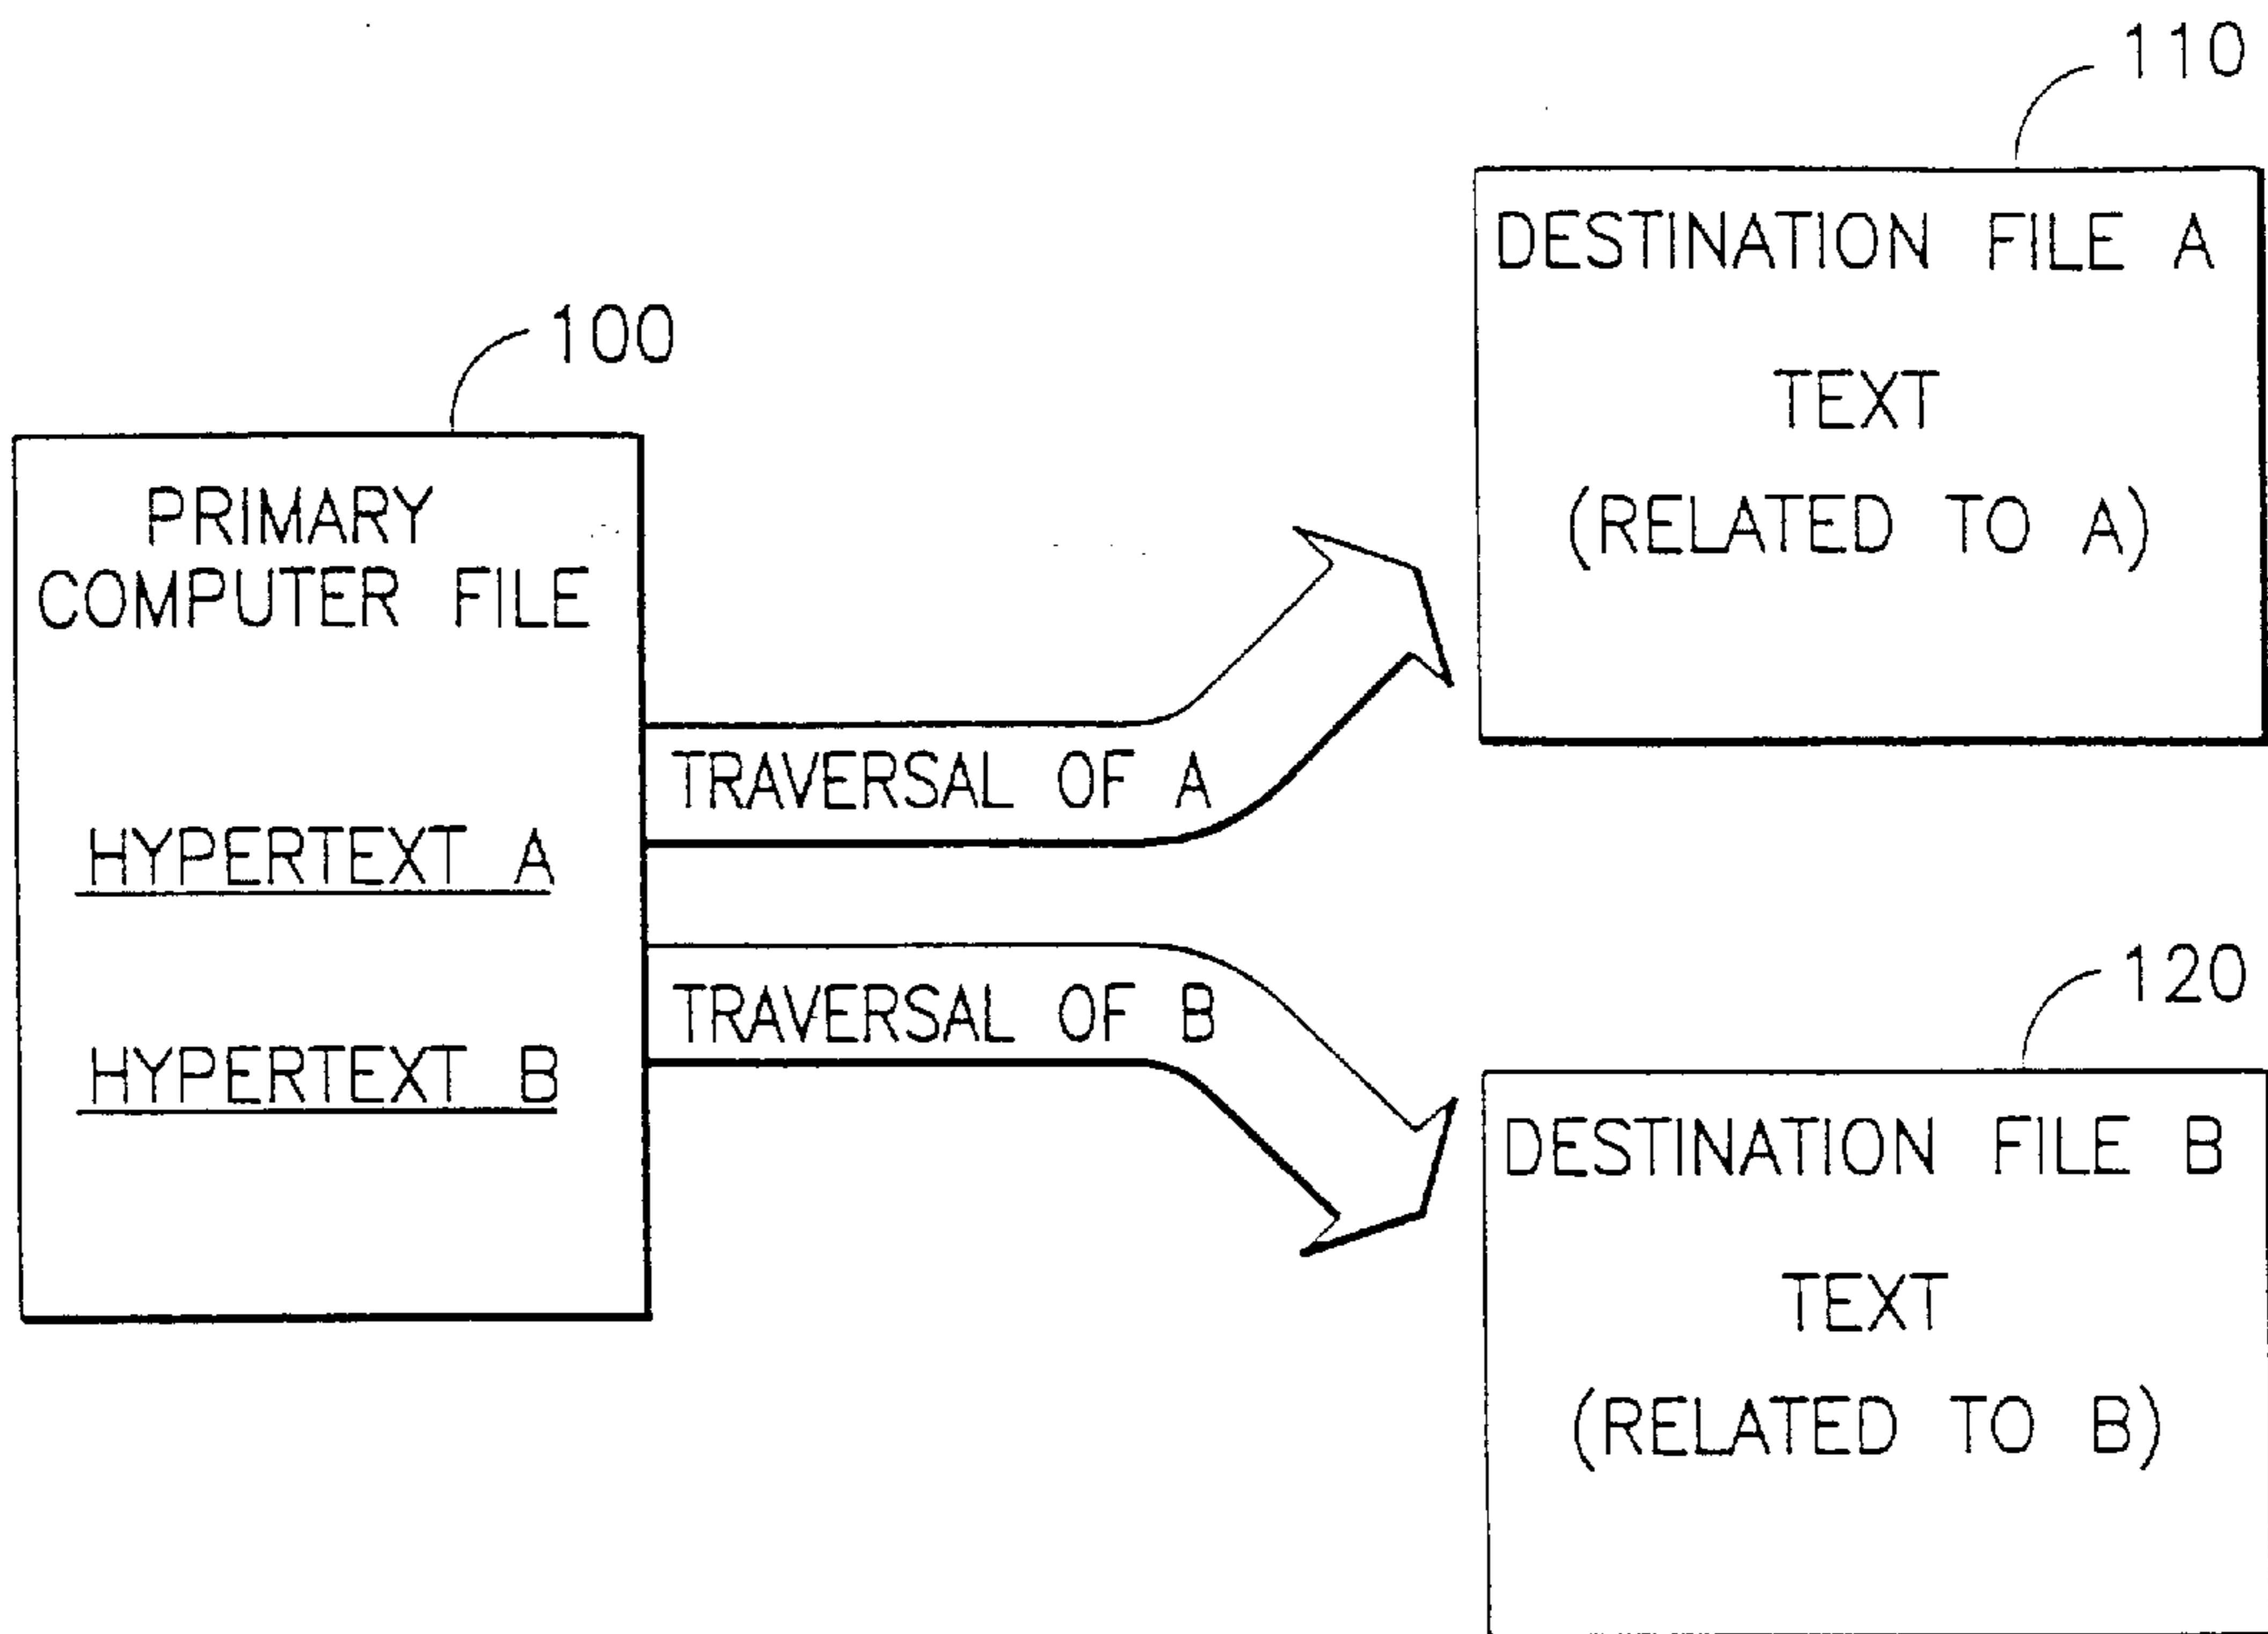 100
PRIMARY
COMPUTER FILE
HYPERTEXT A
HYPERTEXT B
TRAVERSAL OF A
TRAVERSAL OF B
110
DESTINATION FILE A
TEXT
(RELATED TO A)
120
DESTINATION FILE B
TEXT
(RELATED TO B)